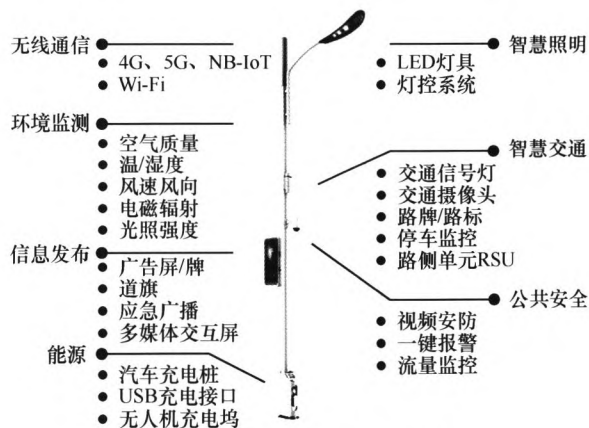 无线通信
4G、5G、NB-IoT
Wi-Fi
环境监测
空气质量
温/湿度
风速风向
电磁辐射
光照强度
信息发布
广告屏/牌
道旗
应急广播
多媒体交互屏
能源
汽车充电桩
USB充电接口
无人机充电坞
智慧照明
LED灯具
灯控系统
智慧交通
交通信号灯
交通摄像头
路牌/路标
停车监控
路侧单元RSU
公共安全
视频安防
一键报警
流量监控